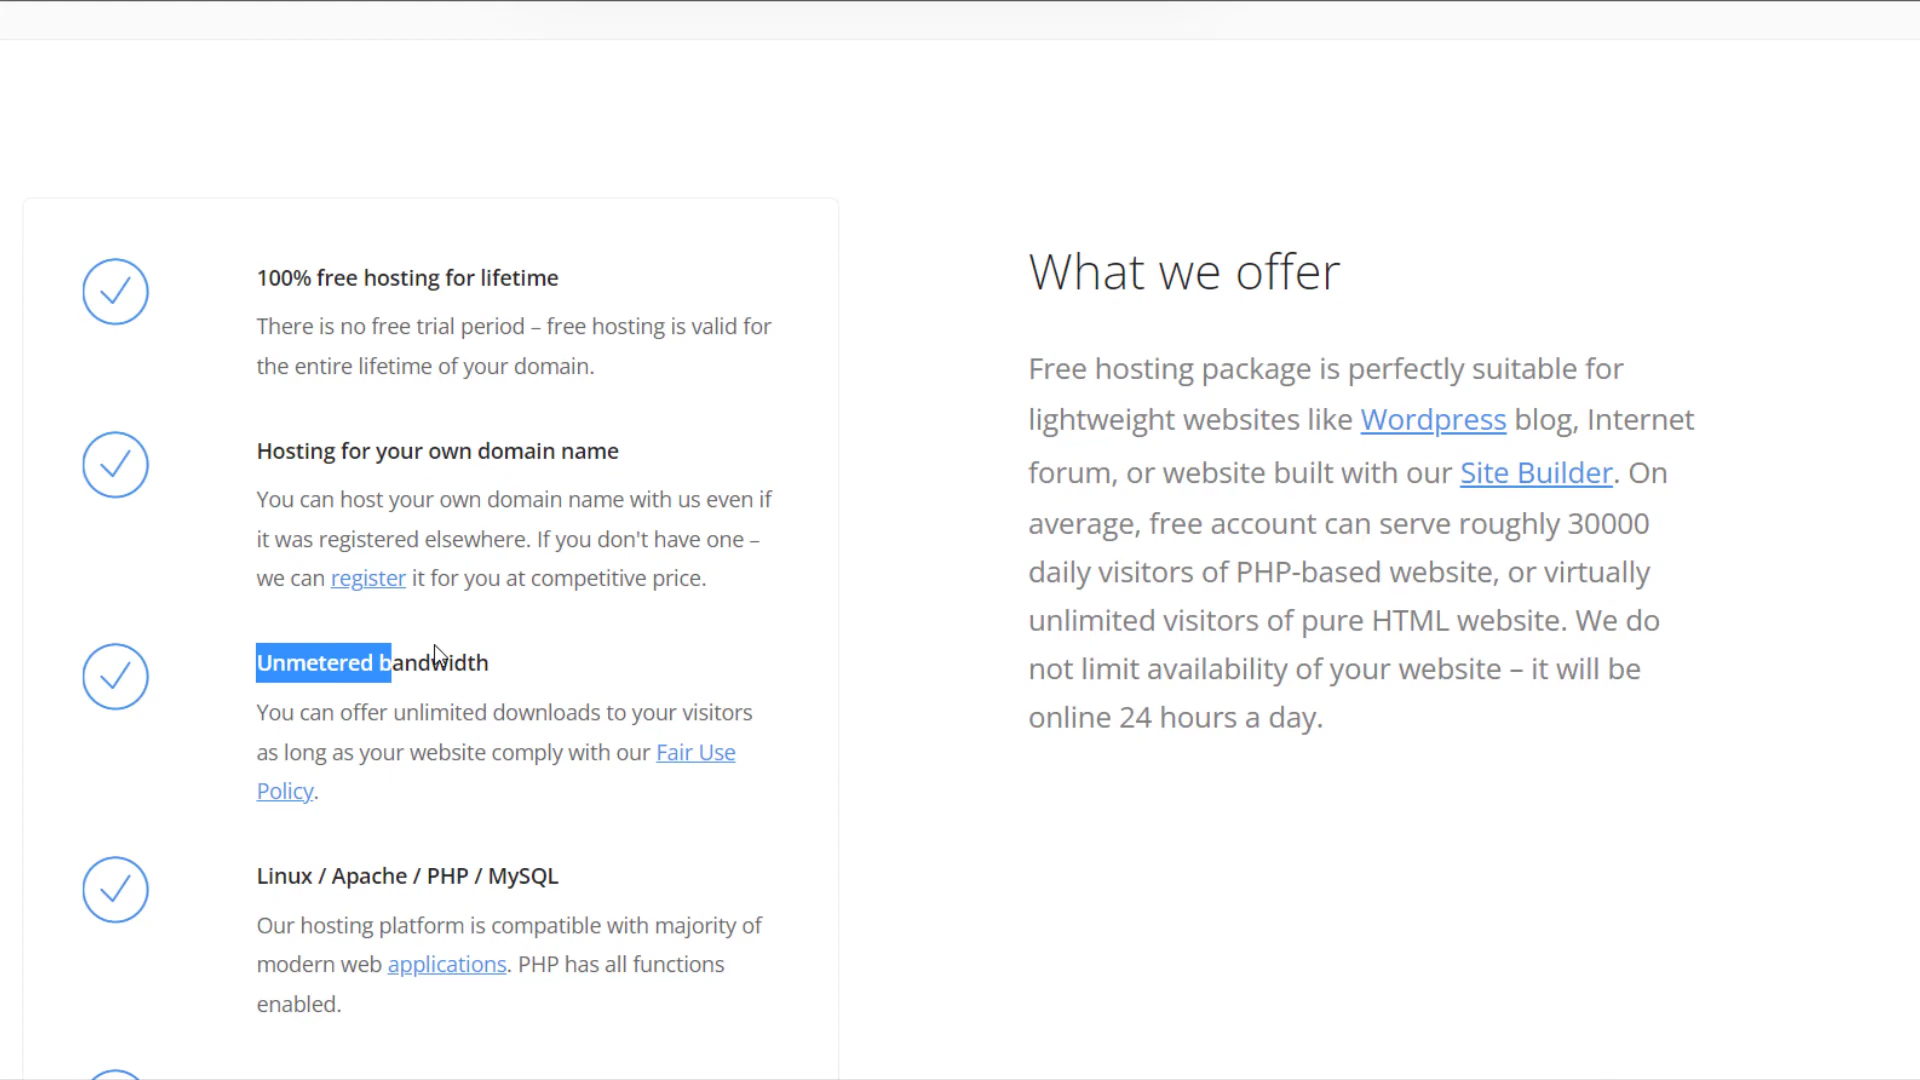 100% free hosting for lifetime
There is no free trial period – free hosting is valid for
the entire lifetime of your domain.
Hosting for your own domain name
You can host your own domain name with us even if
it was registered elsewhere. If you don't have one –
we can register it for you at competitive price.
Unmetered bandwidth
You can offer unlimited downloads to your visitors
as long as your website comply with our Fair Use
Policy.
Linux / Apache / PHP / MySQL
Our hosting platform is compatible with majority of
modern web applications. PHP has all functions
enabled.
What we offer
Free hosting package is perfectly suitable for
lightweight websites like Wordpress blog, Internet
forum, or website built with our Site Builder. On
average, free account can serve roughly 30000
daily visitors of PHP-based website, or virtually
unlimited visitors of pure HTML website. We do
not limit availability of your website – it will be
online 24 hours a day.